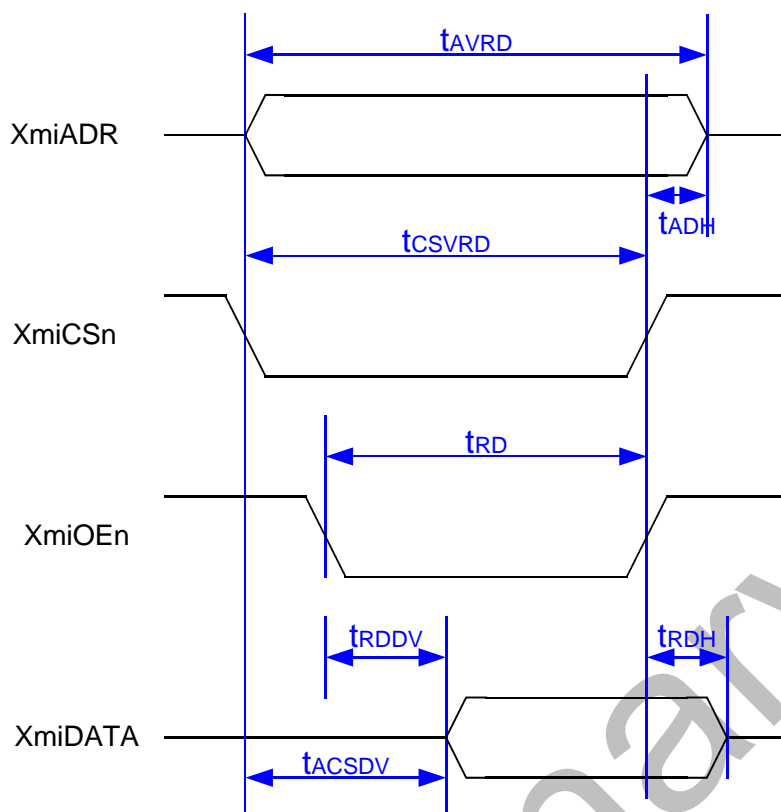 tAVRD
XmiADR
tADH
tCSVRD
XmiCSn
tRD
XmiOEn
tRDDV
tRDH
XmiDATA
tACSDV